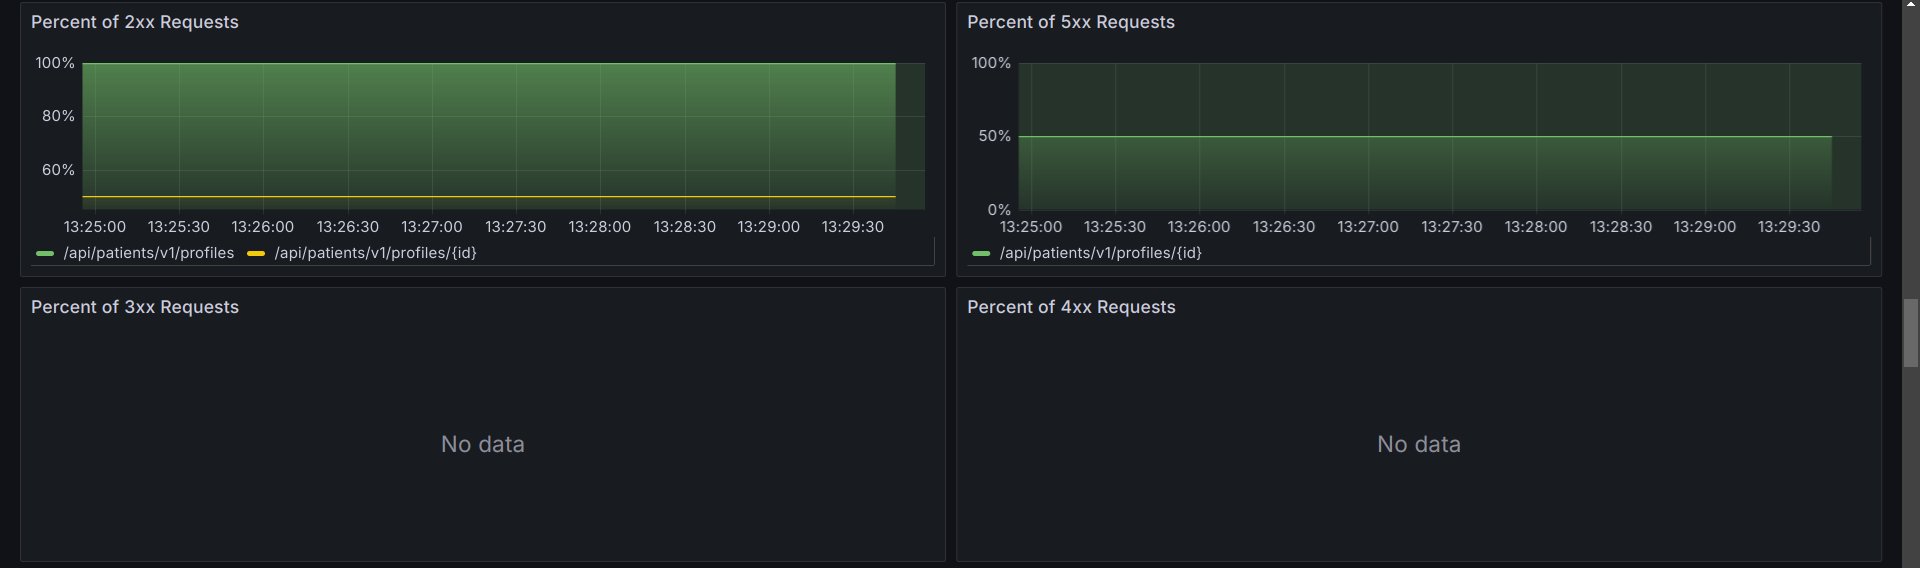 Percent of 2xx Requests
100%
80%
60%
13:25:00 13:25:30 13:26:00 13:26:30 13:27:00 13:27:30 13:28:00 13:28:30 13:29:00 13:29:30
/api/patients/v1/profiles /api/patients/v1/profiles/{id}
Percent of 5xx Requests
100%
50%
0%
13:25:00 13:25:30 13:26:00 13:26:30 13:27:00 13:27:30 13:28:00 13:28:30 13:29:00 13:29:30
/api/patients/v1/profiles/{id}
Percent of 3xx Requests
No data
Percent of 4xx Requests
No data